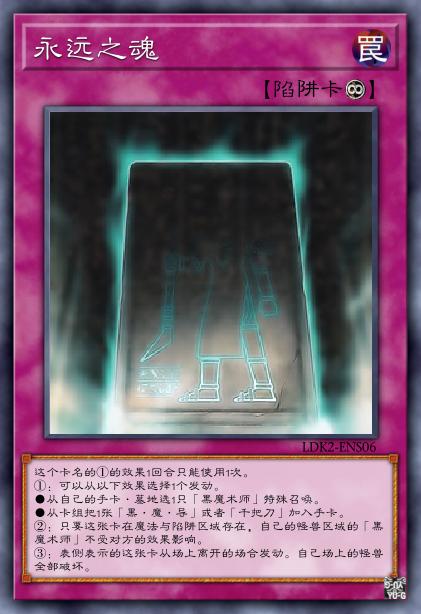 永远之魂
罠
【陷阱卡♾】
LDK2-ENS06
这个卡名的①的效果1回合只能使用1次。
①：可以从以下效果选择1个发动。
●从自己的手卡·墓地选1只「黑魔术师」特殊召唤。
●从卡组把1张「黑·魔·导」或者「千把刀」加入手卡。
②：只要这张卡在魔法与陷阱区域存在，自己的怪兽区域的「黑
魔术师」不受对方的效果影响。
③：表侧表示的这张卡从场上离开的场合发动。自己场上的怪兽
全部破坏。